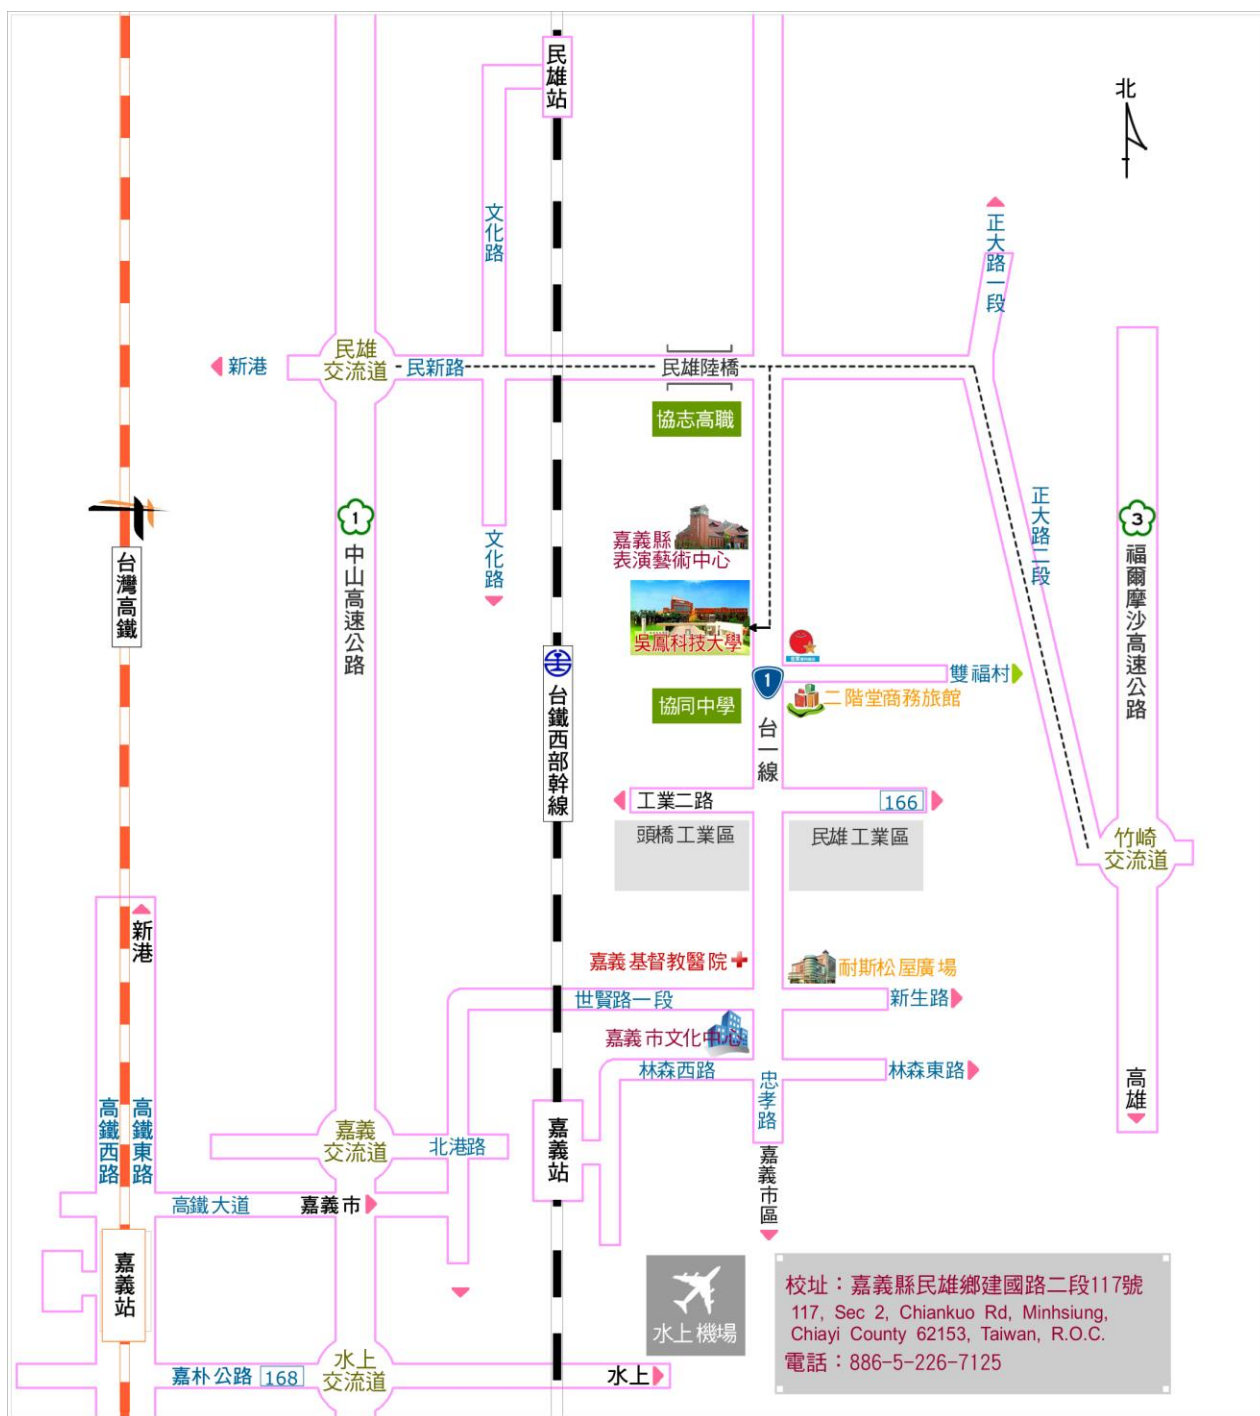 民雄站
北
文化路
正大路一段
新港
民雄
交流道
民新路
民雄陸橋
協志高職
正大路二段
1
中山高速公路
3
福爾摩沙高速公路
文化路
嘉義縣
表演藝術中心
台灣高鐵
吳鳳科技大學
台鐵西部幹線
1
台一線
雙福村
協同中學
二階堂商務旅館
工業二路
166
頭橋工業區
民雄工業區
竹崎
交流道
新港
嘉義基督教醫院
耐斯松屋廣場
世賢路一段
新生路
嘉義市文化中心
林森西路
林森東路
忠孝路
高雄
高鐵西路
高鐵東路
嘉義
交流道
北港路
嘉義站
嘉義市區
高鐵大道
嘉義市
嘉義站
水上機場
校址：嘉義縣民雄鄉建國路二段117號
117, Sec 2, Chiankuo Rd, Minhsiung,
Chiayi County 62153, Taiwan, R.O.C.
電話：886-5-226-7125
嘉朴公路
168
水上
交流道
水上